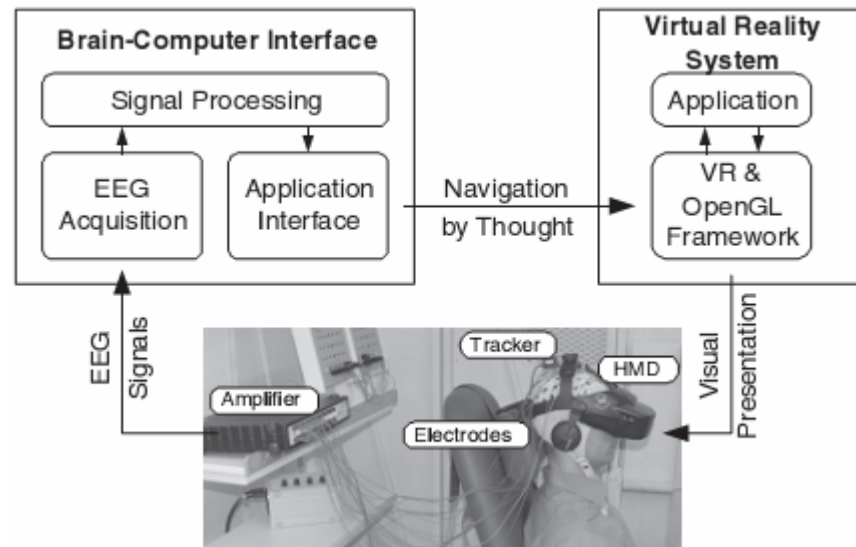 Brain-Computer Interface
Signal Processing
EEG
Acquisition
Application
Interface
Navigation
by Thought
Virtual Reality
System
Application
VR &
OpenGL
Framework
EEG
Signals
Visual
Presentation
Tracker
HMD
Amplifier
Electrodes